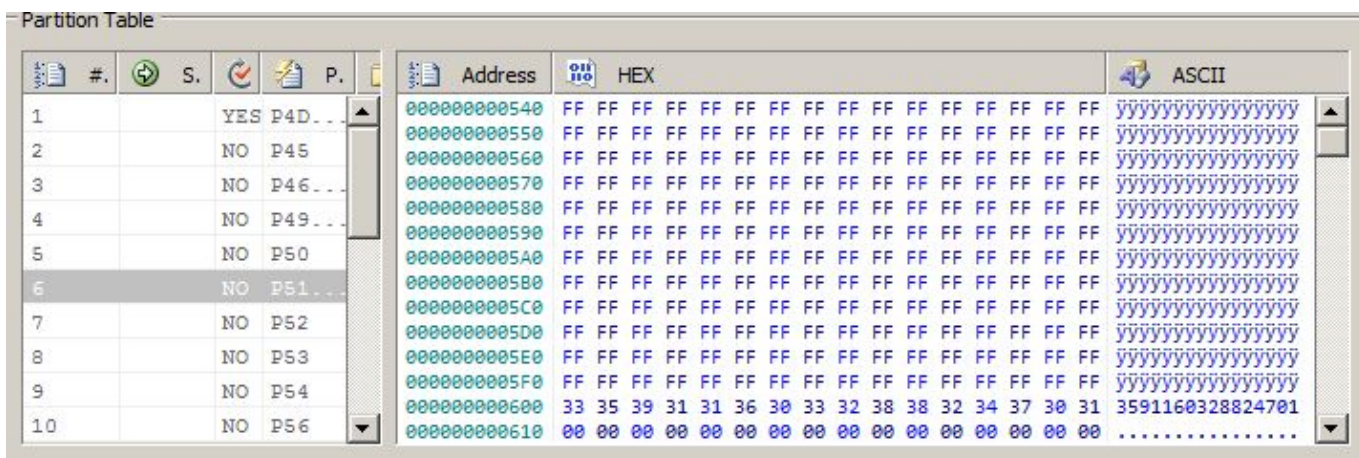 Partition Table
#. S. P. Address HEX ASCII
1 YES P4D...
2 NO P45
3 NO P46...
4 NO P49...
5 NO P50
6 NO P51...
7 NO P52
8 NO P53
9 NO P54
10 NO P56
000000000540 FF FF FF FF FF FF FF FF FF FF FF FF FF FF FF FF ÿÿÿÿÿÿÿÿÿÿÿÿÿÿÿÿ
000000000550 FF FF FF FF FF FF FF FF FF FF FF FF FF FF FF FF ÿÿÿÿÿÿÿÿÿÿÿÿÿÿÿÿ
000000000560 FF FF FF FF FF FF FF FF FF FF FF FF FF FF FF FF ÿÿÿÿÿÿÿÿÿÿÿÿÿÿÿÿ
000000000570 FF FF FF FF FF FF FF FF FF FF FF FF FF FF FF FF ÿÿÿÿÿÿÿÿÿÿÿÿÿÿÿÿ
000000000580 FF FF FF FF FF FF FF FF FF FF FF FF FF FF FF FF ÿÿÿÿÿÿÿÿÿÿÿÿÿÿÿÿ
000000000590 FF FF FF FF FF FF FF FF FF FF FF FF FF FF FF FF ÿÿÿÿÿÿÿÿÿÿÿÿÿÿÿÿ
0000000005A0 FF FF FF FF FF FF FF FF FF FF FF FF FF FF FF FF ÿÿÿÿÿÿÿÿÿÿÿÿÿÿÿÿ
0000000005B0 FF FF FF FF FF FF FF FF FF FF FF FF FF FF FF FF ÿÿÿÿÿÿÿÿÿÿÿÿÿÿÿÿ
0000000005C0 FF FF FF FF FF FF FF FF FF FF FF FF FF FF FF FF ÿÿÿÿÿÿÿÿÿÿÿÿÿÿÿÿ
0000000005D0 FF FF FF FF FF FF FF FF FF FF FF FF FF FF FF FF ÿÿÿÿÿÿÿÿÿÿÿÿÿÿÿÿ
0000000005E0 FF FF FF FF FF FF FF FF FF FF FF FF FF FF FF FF ÿÿÿÿÿÿÿÿÿÿÿÿÿÿÿÿ
0000000005F0 FF FF FF FF FF FF FF FF FF FF FF FF FF FF FF FF ÿÿÿÿÿÿÿÿÿÿÿÿÿÿÿÿ
000000000600 33 35 39 31 31 36 30 33 32 38 38 32 34 37 30 31 3591160328824701
000000000610 00 00 00 00 00 00 00 00 00 00 00 00 00 00 00 00 ................